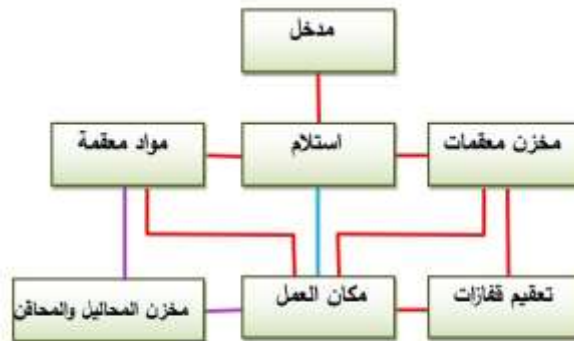 مدخل
مخزن معقمات
استلام
مواد معقمة
تعقيم قفازات
مكان العمل
مخزن المحاليل والمحاقن